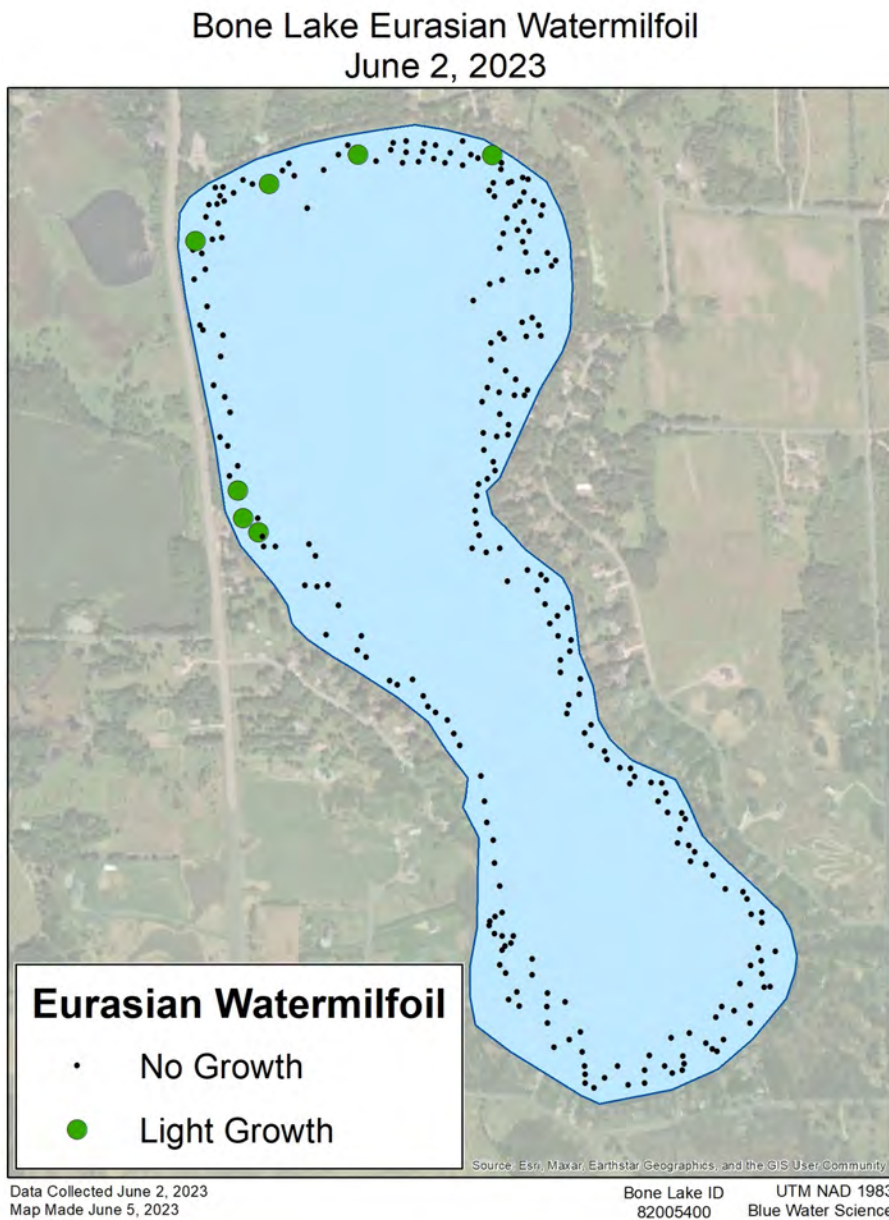 Bone Lake Eurasian Watermilfoil
June 2, 2023
Eurasian Watermilfoil
No Growth
Light Growth
Source: Esri, Maxar, Earthstar Geographics, and the GIS User Community
Data Collected June 2, 2023
Map Made June 5, 2023
Bone Lake ID
82005400
UTM NAD 1983
Blue Water Science